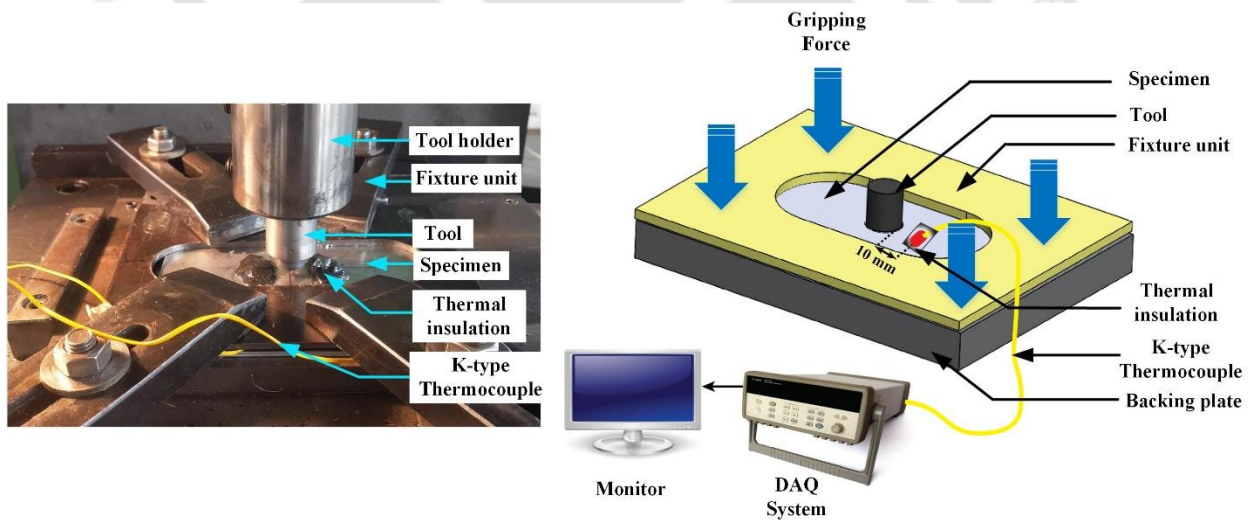 Tool holder
Fixture unit
Tool
Specimen
Thermal
insulation
K-type
Thermocouple
Gripping
Force
Specimen
Tool
Fixture unit
10 mm
Thermal
insulation
K-type
Thermocouple
Backing plate
Monitor
DAQ
System